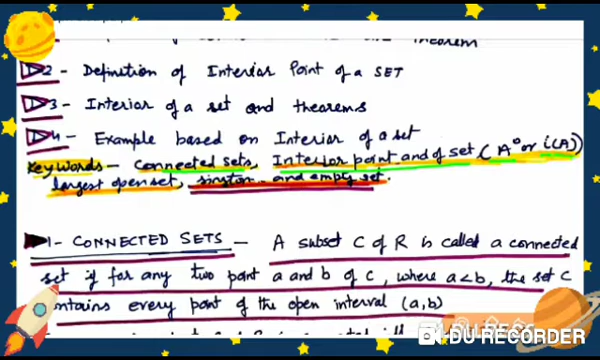 Theorem
2 - Definition of Interior Point of a SET
3 - Interior of a set and theorems
4 - Example based on Interior of a set
Keywords - Connected sets, Interior point and of set (A° or i(A))
largest open set, sington and empty set.
1- CONNECTED SETS - A subset C of R is called a connected
set if for any two point a and b of c, where a<b, the set C
ontains every point of the open interval (a,b)
DU RECORDER